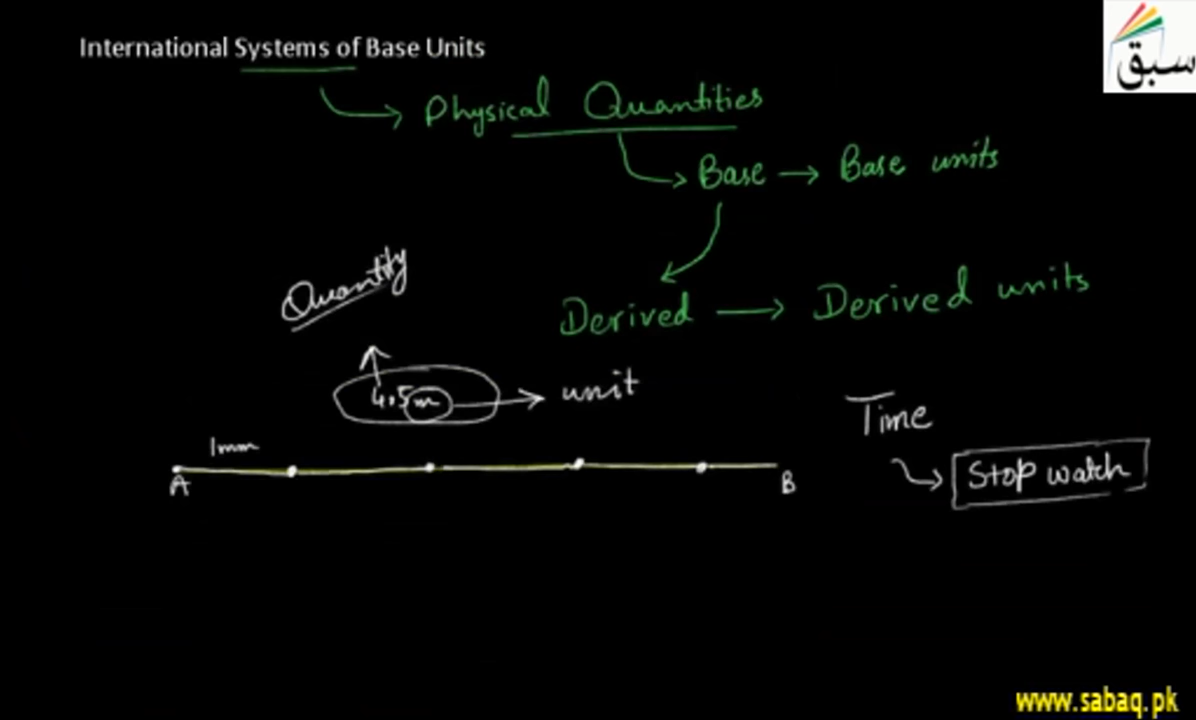 International Systems of Base Units
سبق
Physical Quantities
Base → Base units
Quantity
Derived → Derived units
4.5m → unit
Time
1mm
Stop watch
A
B
www.sabaq.pk